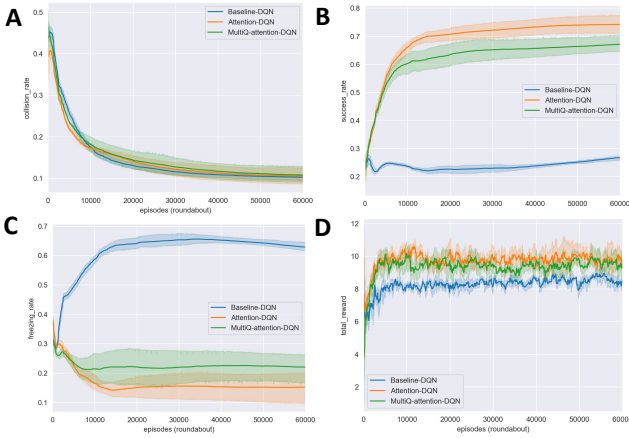 A
0.5
0.4
0.3
0.2
0.1
collision_rate
Baseline-DQN
Attention-DQN
MultiQ-attention-DQN
0 10000 20000 30000 40000 50000 60000
episodes (roundabout)
B
0.8
0.7
0.6
0.5
0.4
0.3
0.2
success_rate
Baseline-DQN
Attention-DQN
MultiQ-attention-DQN
0 10000 20000 30000 40000 50000 60000
episodes (roundabout)
C
0.7
0.6
0.5
0.4
0.3
0.2
0.1
freezing_rate
Baseline-DQN
Attention-DQN
MultiQ-attention-DQN
0 10000 20000 30000 40000 50000 60000
episodes (roundabout)
D
12
10
8
6
4
2
total_reward
Baseline-DQN
Attention-DQN
MultiQ-attention-DQN
0 10000 20000 30000 40000 50000 60000
episodes (roundabout)